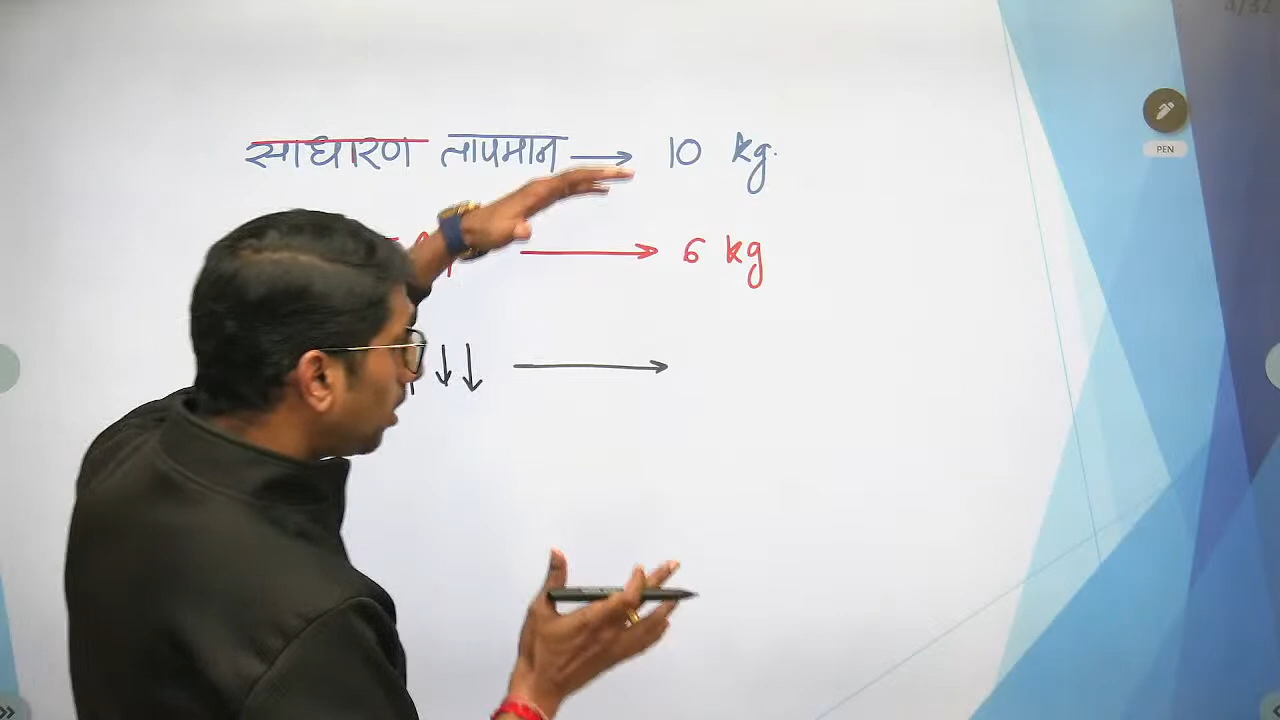 साधारण तापमान → 10 kg.
→ 6 kg
↓↓ →
PEN